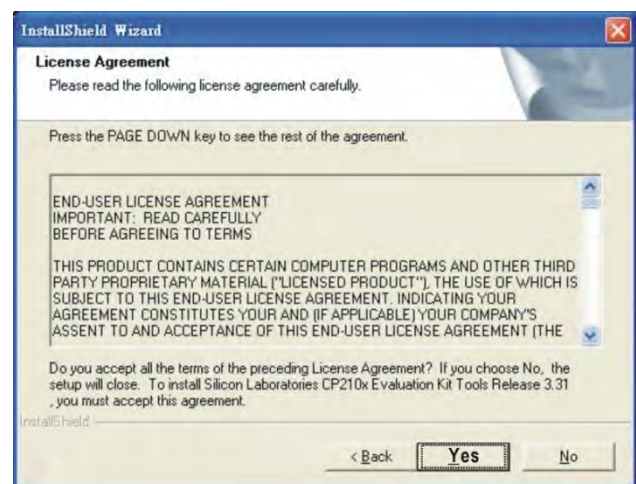 InstallShield Wizard
License Agreement
Please read the following license agreement carefully.
Press the PAGE DOWN key to see the rest of the agreement.
END-USER LICENSE AGREEMENT
IMPORTANT: READ CAREFULLY
BEFORE AGREEING TO TERMS
THIS PRODUCT CONTAINS CERTAIN COMPUTER PROGRAMS AND OTHER THIRD
PARTY PROPRIETARY MATERIAL ("LICENSED PRODUCT"), THE USE OF WHICH IS
SUBJECT TO THIS END-USER LICENSE AGREEMENT. INDICATING YOUR
AGREEMENT CONSTITUTES YOUR AND (IF APPLICABLE) YOUR COMPANY'S
ASSENT TO AND ACCEPTANCE OF THIS END-USER LICENSE AGREEMENT (THE
Do you accept all the terms of the preceding License Agreement? If you choose No, the
setup will close. To install Silicon Laboratories CP210x Evaluation Kit Tools Release 3.31
, you must accept this agreement.
InstallShield
< Back Yes No